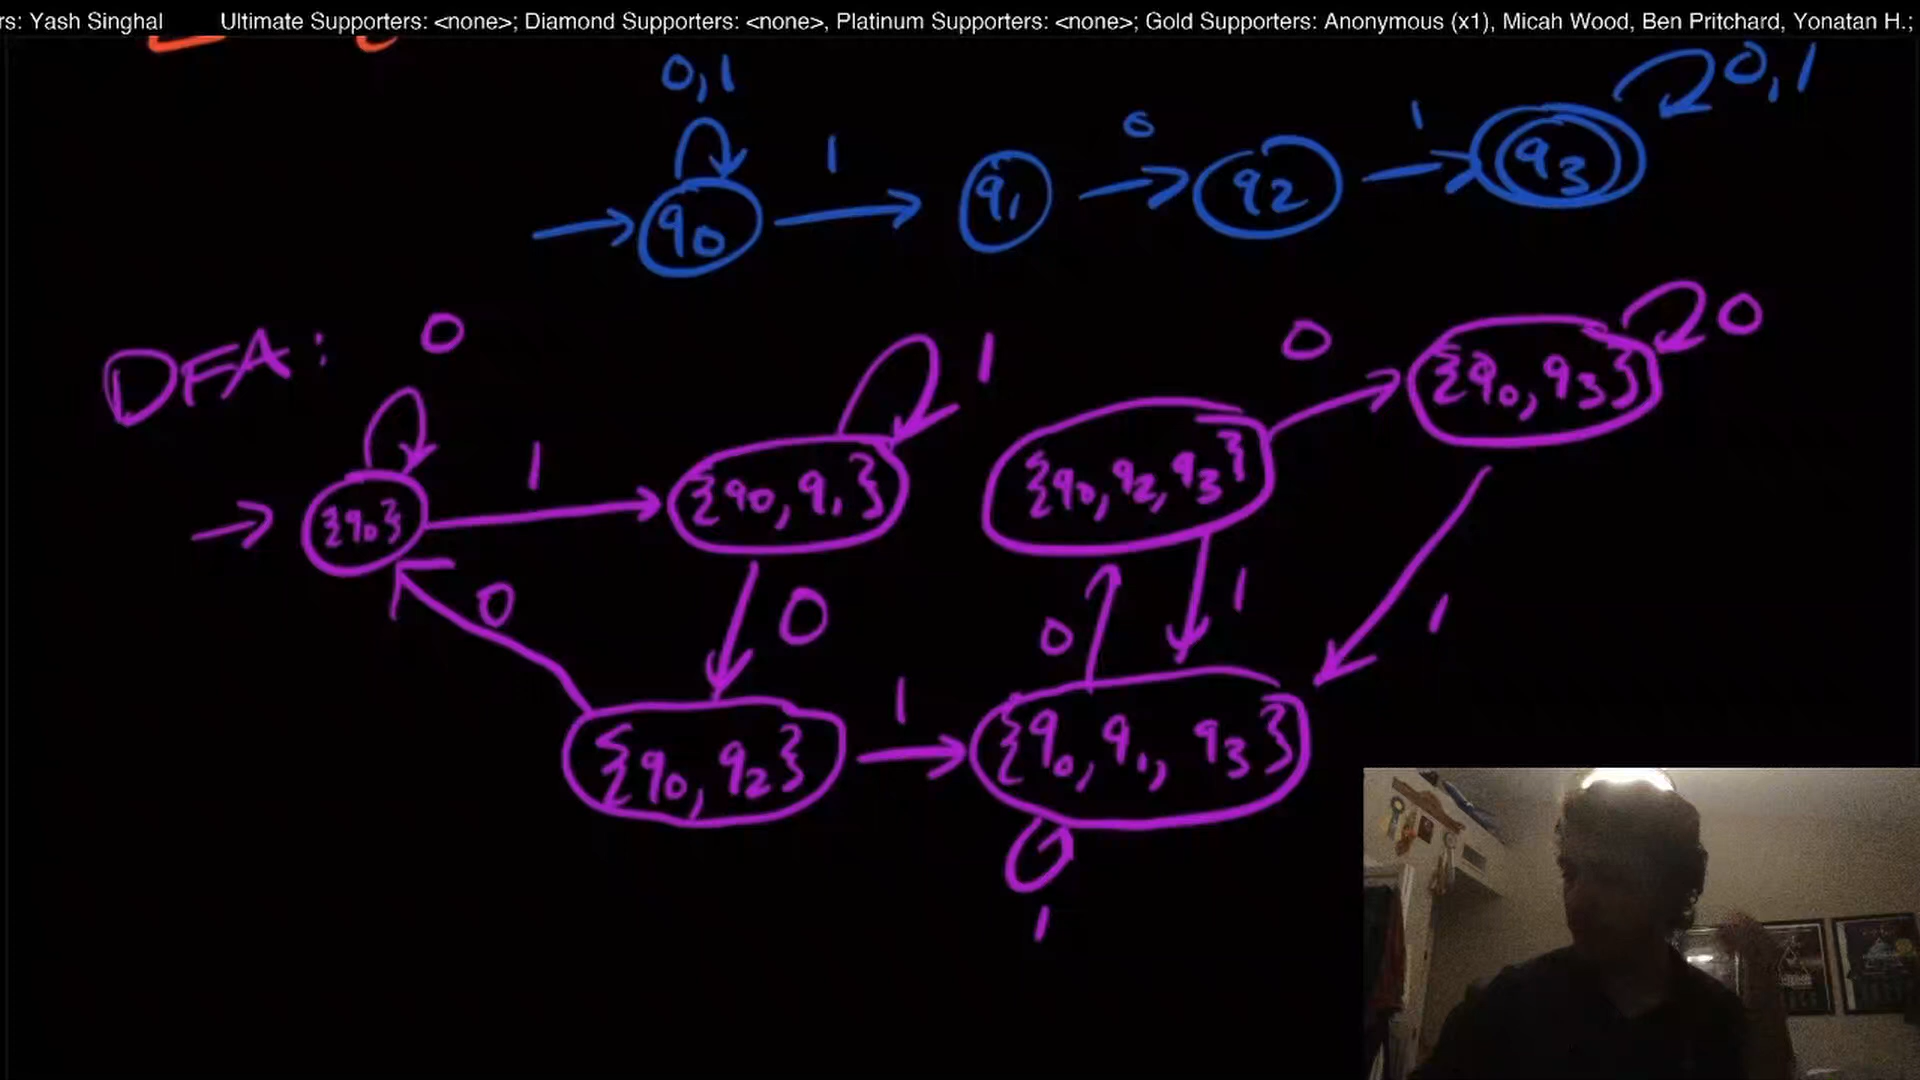 rs: Yash Singhal Ultimate Supporters: <none>; Diamond Supporters: <none>, Platinum Supporters: <none>; Gold Supporters: Anonymous (x1), Micah Wood, Ben Pritchard, Yonatan H.;
0,1 1 0 1 0,1
q0 q1 q2 q3
DFA: 0 1 0 0
{q0} 1 {q0, q1} {q0, q2, q3} {q0, q3}
0 0 0 1 1
{q0, q2} 1 {q0, q1, q3}
1